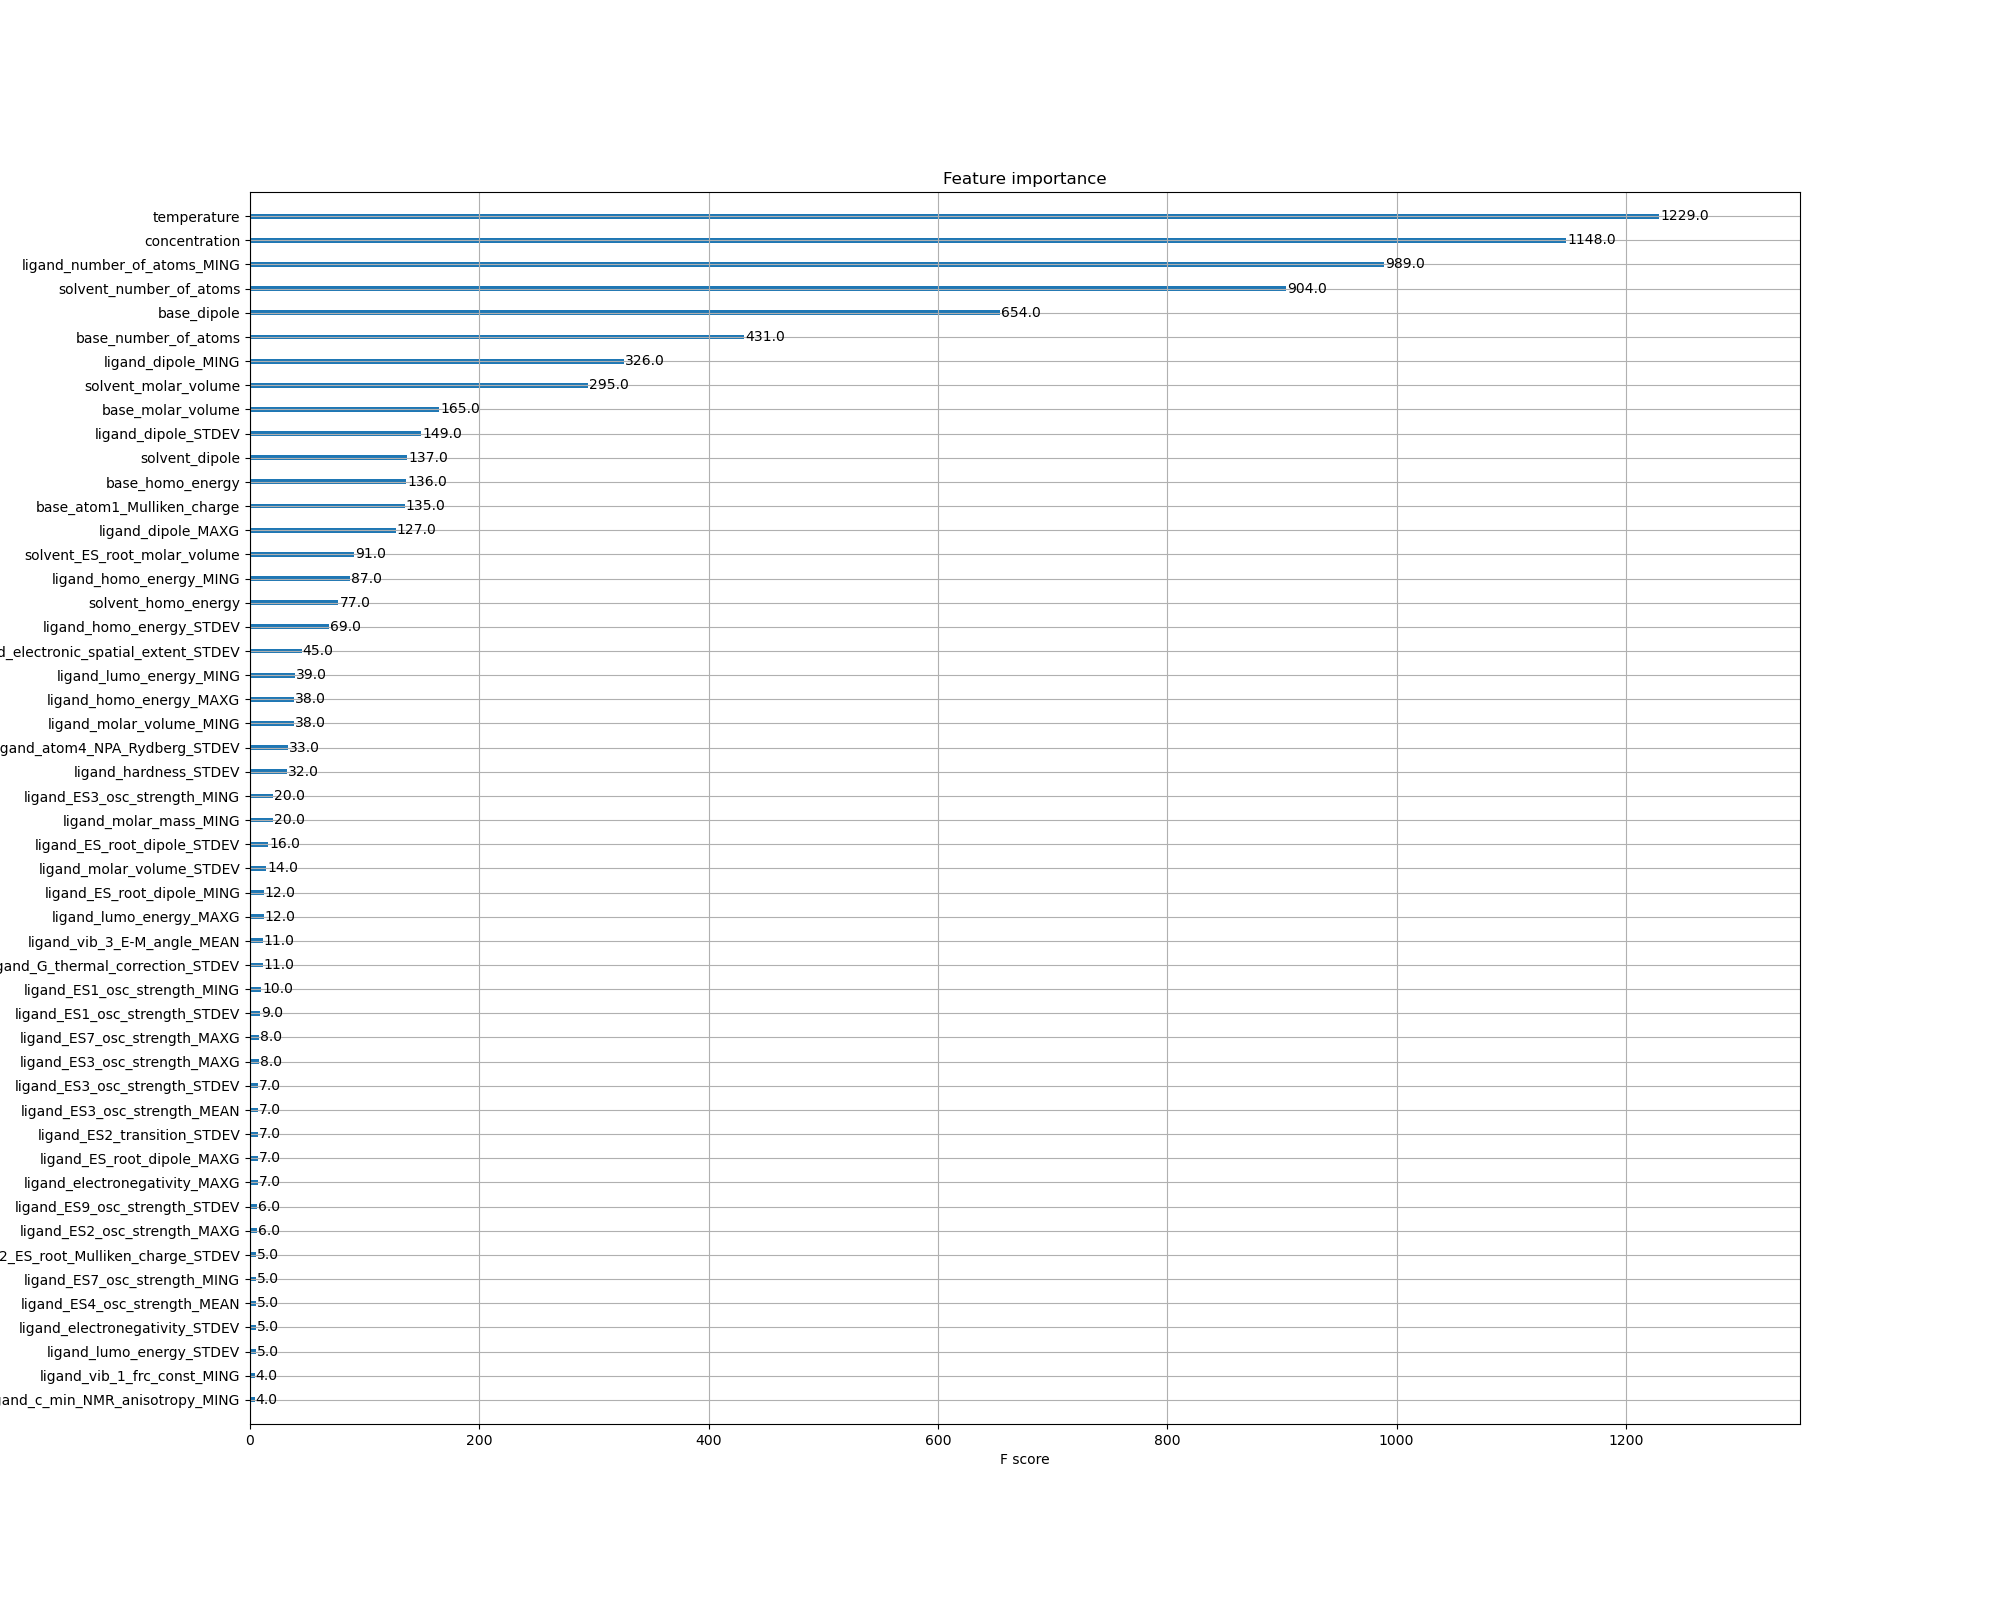 Feature importance
temperature 1229.0
concentration 1148.0
ligand_number_of_atoms_MING 989.0
solvent_number_of_atoms 904.0
base_dipole 654.0
base_number_of_atoms 431.0
ligand_dipole_MING 326.0
solvent_molar_volume 295.0
base_molar_volume 165.0
ligand_dipole_STDEV 149.0
solvent_dipole 137.0
base_homo_energy 136.0
base_atom1_Mulliken_charge 135.0
ligand_dipole_MAXG 127.0
solvent_ES_root_molar_volume 91.0
ligand_homo_energy_MING 87.0
solvent_homo_energy 77.0
ligand_homo_energy_STDEV 69.0
d_electronic_spatial_extent_STDEV 45.0
ligand_lumo_energy_MING 39.0
ligand_homo_energy_MAXG 38.0
ligand_molar_volume_MING 38.0
gand_atom4_NPA_Rydberg_STDEV 33.0
ligand_hardness_STDEV 32.0
ligand_ES3_osc_strength_MING 20.0
ligand_molar_mass_MING 20.0
ligand_ES_root_dipole_STDEV 16.0
ligand_molar_volume_STDEV 14.0
ligand_ES_root_dipole_MING 12.0
ligand_lumo_energy_MAXG 12.0
ligand_vib_3_E-M_angle_MEAN 11.0
gand_G_thermal_correction_STDEV 11.0
ligand_ES1_osc_strength_MING 10.0
ligand_ES1_osc_strength_STDEV 9.0
ligand_ES7_osc_strength_MAXG 8.0
ligand_ES3_osc_strength_MAXG 8.0
ligand_ES3_osc_strength_STDEV 7.0
ligand_ES3_osc_strength_MEAN 7.0
ligand_ES2_transition_STDEV 7.0
ligand_ES_root_dipole_MAXG 7.0
ligand_electronegativity_MAXG 7.0
ligand_ES9_osc_strength_STDEV 6.0
ligand_ES2_osc_strength_MAXG 6.0
2_ES_root_Mulliken_charge_STDEV 5.0
ligand_ES7_osc_strength_MING 5.0
ligand_ES4_osc_strength_MEAN 5.0
ligand_electronegativity_STDEV 5.0
ligand_lumo_energy_STDEV 5.0
ligand_vib_1_frc_const_MING 4.0
and_c_min_NMR_anisotropy_MING 4.0
0 200 400 600 800 1000 1200
F score